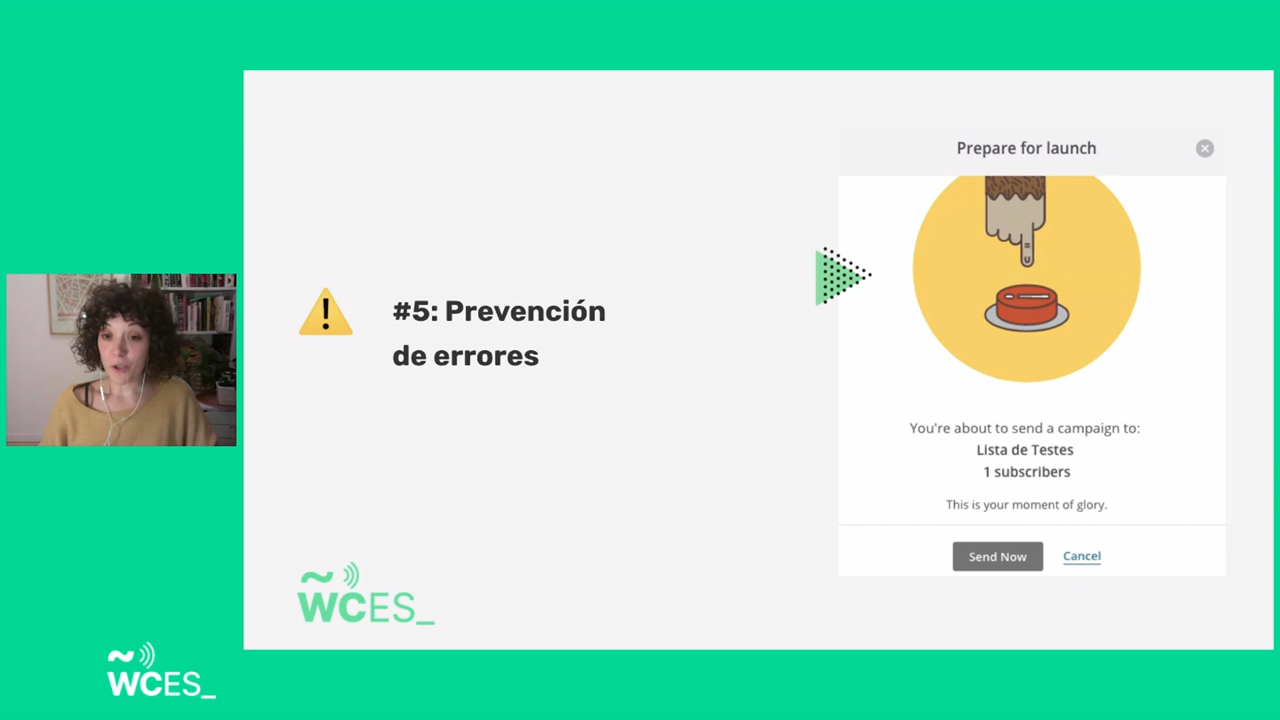 #5: Prevención
de errores
WCES_
Prepare for launch
You're about to send a campaign to:
Lista de Testes
1 subscribers
This is your moment of glory.
Send Now
Cancel
WCES_